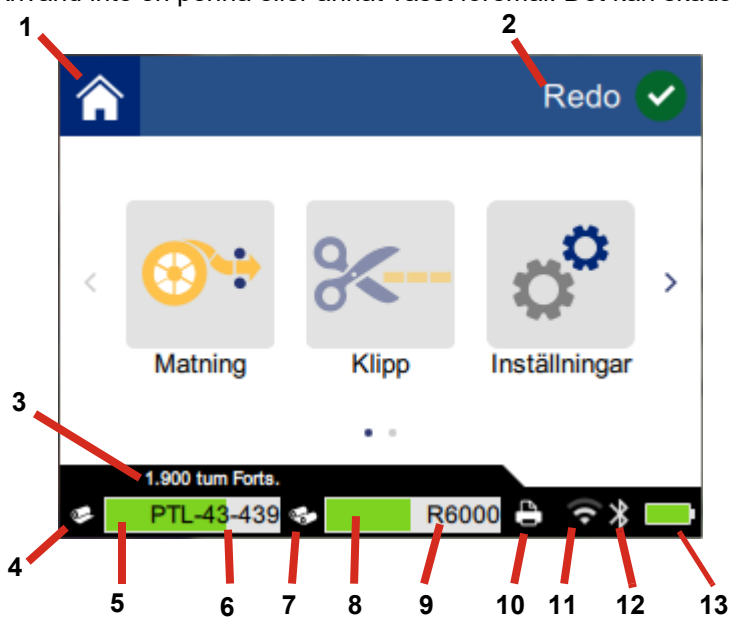 1
2
Redo
Matning
Klipp
Inställningar
3
1.900 tum Forts.
PTL-43-439
R6000
4
5
6
7
8
9
10
11
12
13